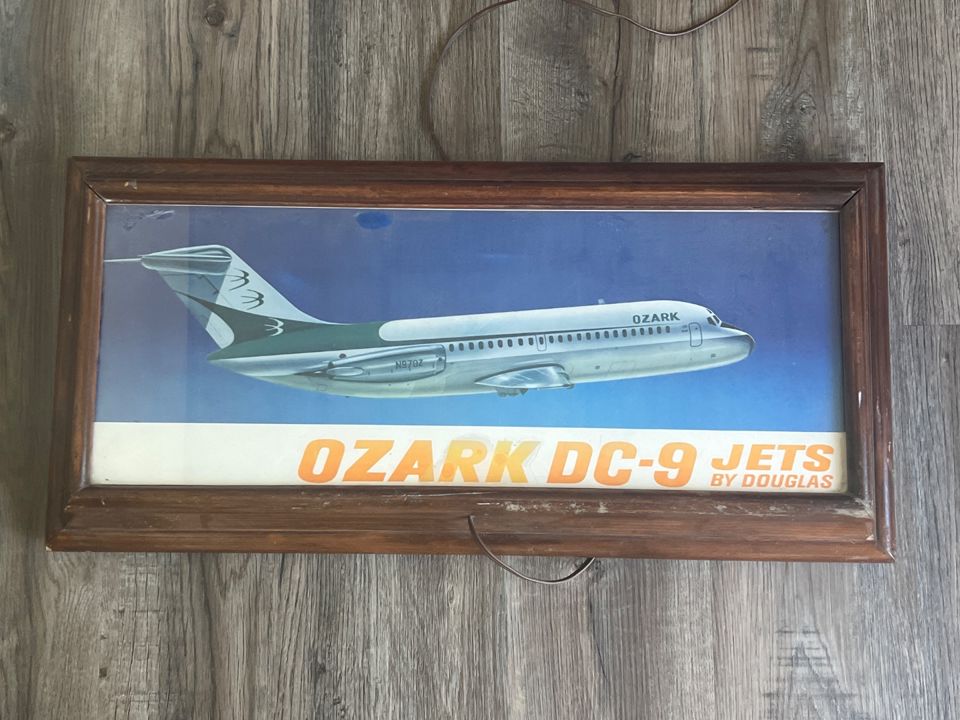 OZARK
N970Z
OZARK DC-9 JETS
BY DOUGLAS